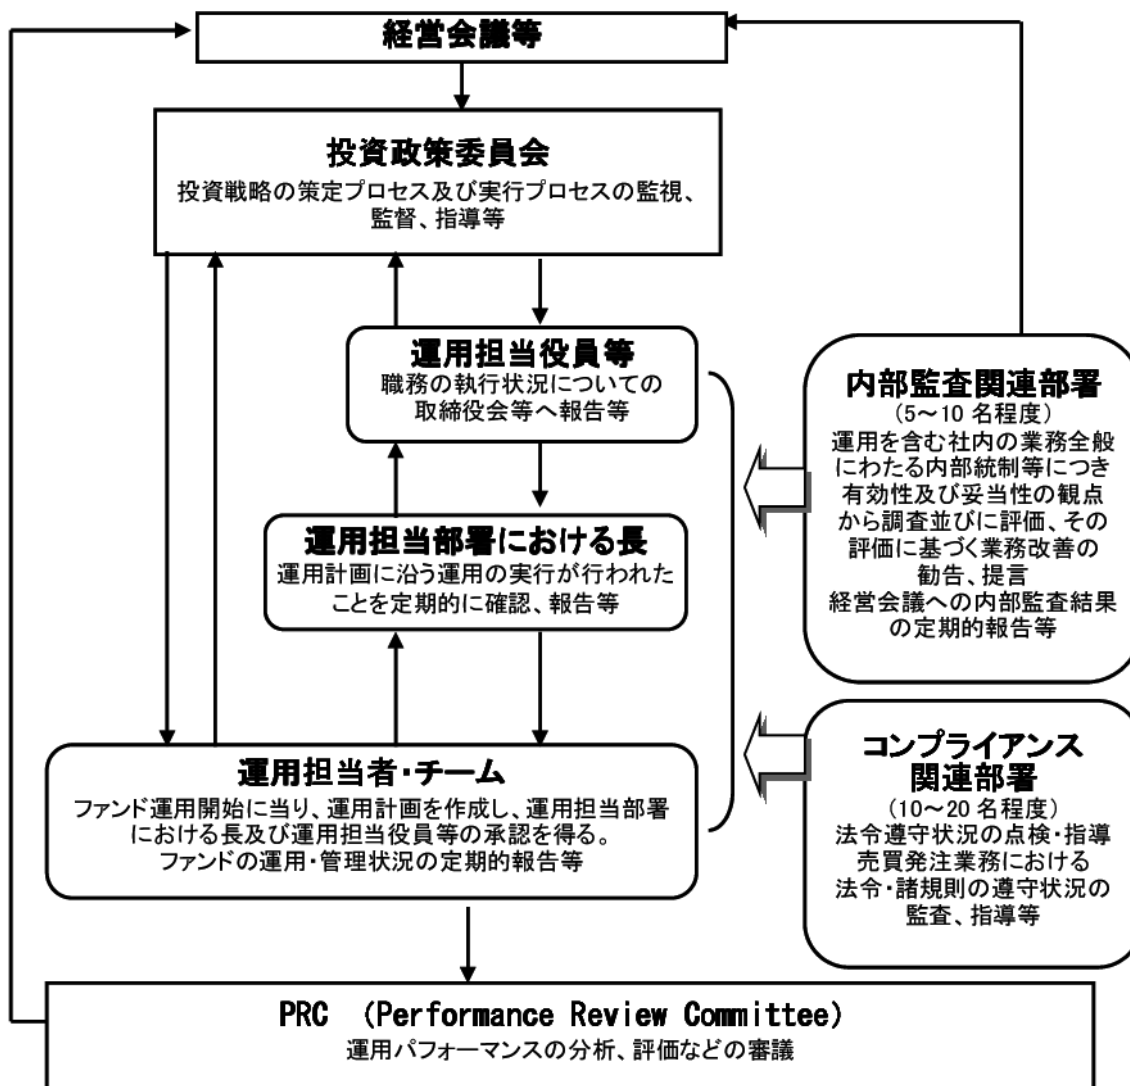 経営会議等
投資政策委員会
投資戦略の策定プロセス及び実行プロセスの監視、
監督、指導等
運用担当役員等
職務の執行状況についての
取締役会等へ報告等
運用担当部署における長
運用計画に沿う運用の実行が行われた
ことを定期的に確認、報告等
運用担当者・チーム
ファンド運用開始に当り、運用計画を作成し、運用担当部署
における長及び運用担当役員等の承認を得る。
ファンドの運用・管理状況の定期的報告等
内部監査関連部署
(5～10 名程度)
運用を含む社内の業務全般
にわたる内部統制等につき
有効性及び妥当性の観点
から調査並びに評価、その
評価に基づく業務改善の
勧告、提言
経営会議への内部監査結果
の定期的報告等
コンプライアンス
関連部署
(10～20 名程度)
法令遵守状況の点検・指導
売買発注業務における
法令・諸規則の遵守状況の
監査、指導等
PRC (Performance Review Committee)
運用パフォーマンスの分析、評価などの審議